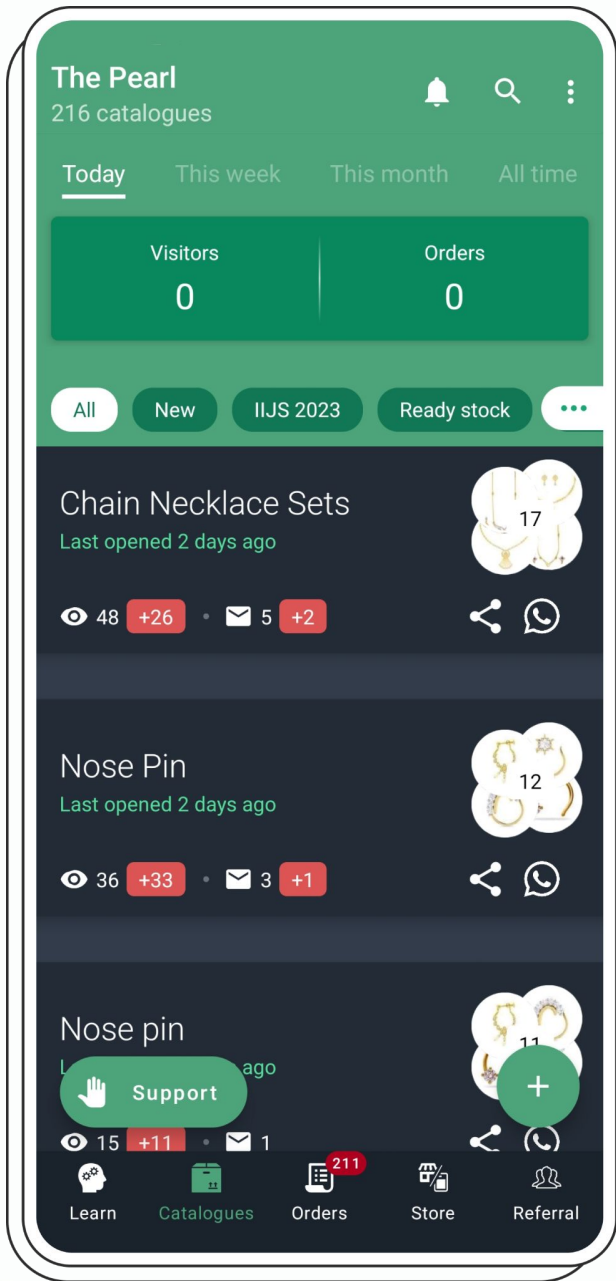 The Pearl
216 catalogues
Today This week This month All time
Visitors Orders
0 0
All New IIJS 2023 Ready stock
Chain Necklace Sets
17
Last opened 2 days ago
48 +26 • 5 +2
Nose Pin
12
Last opened 2 days ago
36 +33 • 3 +1
Nose pin
11
ago
Support +
15 +11 • 1
211
Learn Catalogues Orders Store Referral